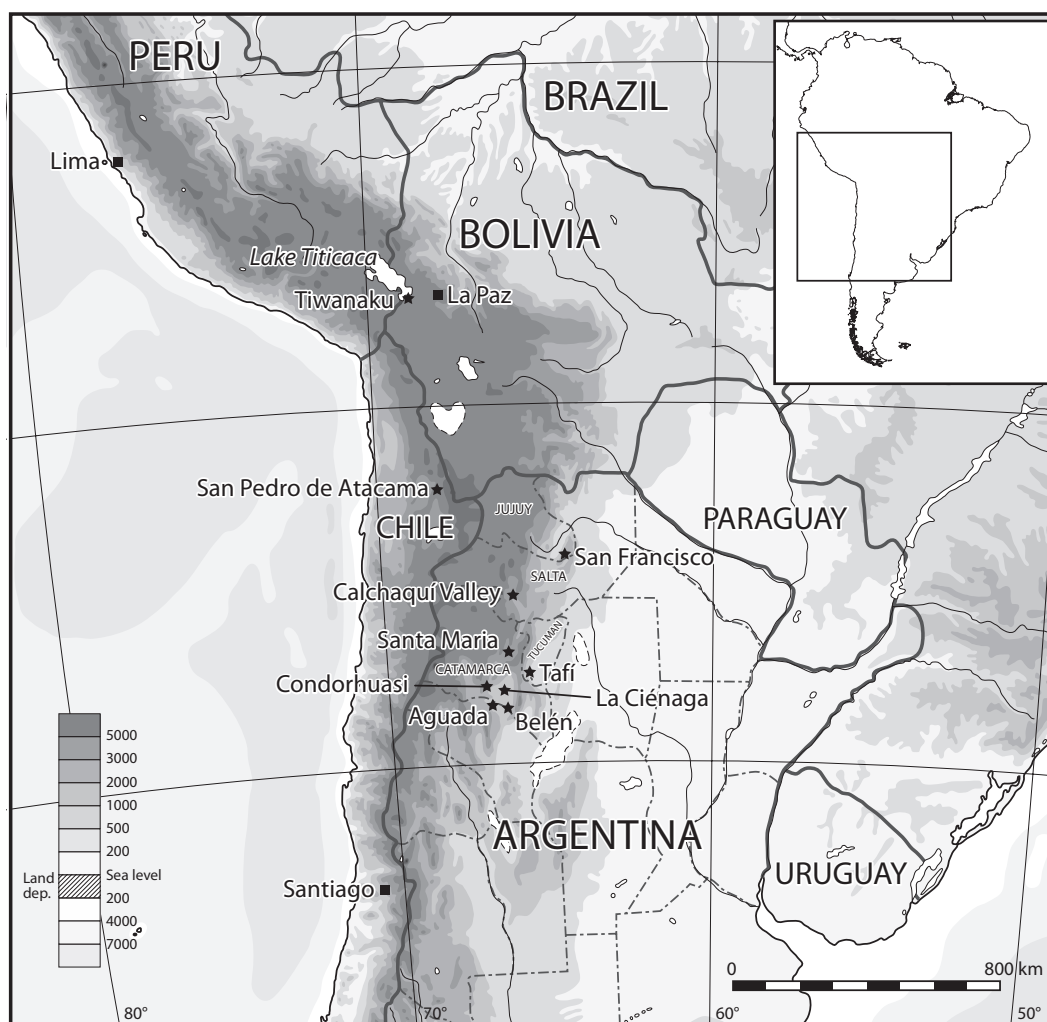 PERU
BRAZIL
Lima
BOLIVIA
Lake Titicaca
Tiwanaku
La Paz
San Pedro de Atacama
JUJUY
CHILE
PARAGUAY
San Francisco
SALTA
Calchaquí Valley
TUCUMAN
Santa Maria
CATAMARCA
Tafí
Condorhuasi
La Ciénaga
Aguada
Belén
ARGENTINA
URUGUAY
Santiago
5000
3000
2000
1000
500
200
Land
dep.
Sea level
200
4000
7000
0
800 km
80°
70°
60°
50°